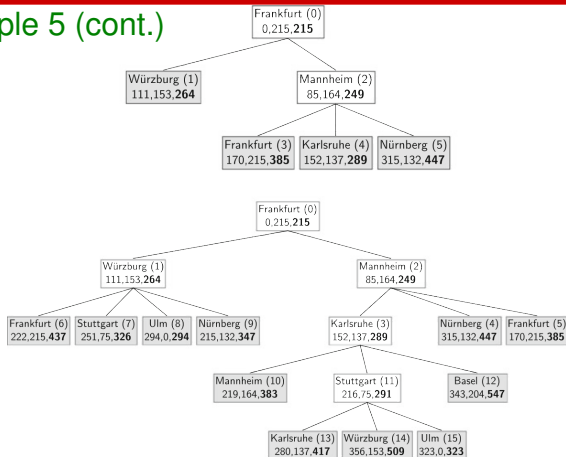 ple 5 (cont.)
Frankfurt (0)
0,215,215
Würzburg (1)
111,153,264
Mannheim (2)
85,164,249
Frankfurt (3)
170,215,385
Karlsruhe (4)
152,137,289
Nürnberg (5)
315,132,447
Frankfurt (0)
0,215,215
Würzburg (1)
111,153,264
Mannheim (2)
85,164,249
Frankfurt (6)
222,215,437
Stuttgart (7)
251,75,326
Ulm (8)
294,0,294
Nürnberg (9)
215,132,347
Karlsruhe (3)
152,137,289
Nürnberg (4)
315,132,447
Frankfurt (5)
170,215,385
Mannheim (10)
219,164,383
Stuttgart (11)
216,75,291
Basel (12)
343,204,547
Karlsruhe (13)
280,137,417
Würzburg (14)
356,153,509
Ulm (15)
323,0,323